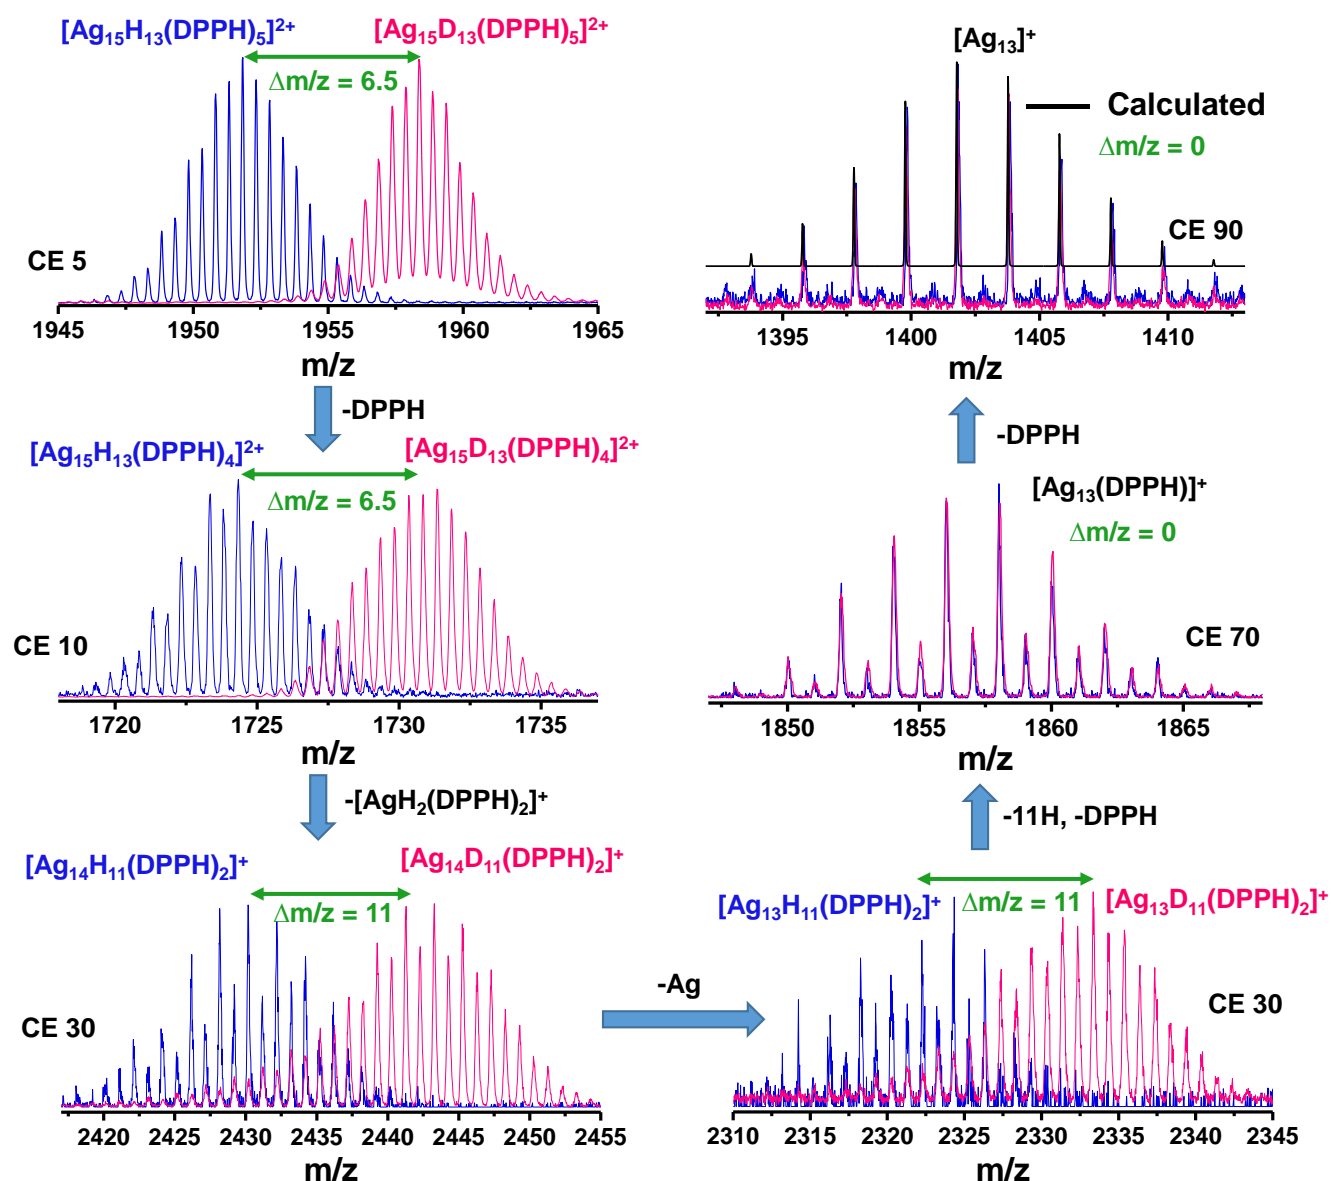 [Ag₁₅H₁₃(DPPH)₅]²⁺
[Ag₁₅D₁₃(DPPH)₅]²⁺
Δm/z = 6.5
CE 5
1945 1950 1955 1960 1965
m/z
-DPPH
[Ag₁₅H₁₃(DPPH)₄]²⁺
[Ag₁₅D₁₃(DPPH)₄]²⁺
Δm/z = 6.5
CE 10
1720 1725 1730 1735
m/z
-[AgH₂(DPPH)₂]⁺
[Ag₁₄H₁₁(DPPH)₂]⁺
[Ag₁₄D₁₁(DPPH)₂]⁺
Δm/z = 11
CE 30
2420 2425 2430 2435 2440 2445 2450 2455
m/z
-Ag
[Ag₁₃H₁₁(DPPH)₂]⁺
[Ag₁₃D₁₁(DPPH)₂]⁺
Δm/z = 11
CE 30
2310 2315 2320 2325 2330 2335 2340 2345
m/z
-11H, -DPPH
[Ag₁₃(DPPH)]⁺
Δm/z = 0
CE 70
1850 1855 1860 1865
m/z
-DPPH
[Ag₁₃]⁺
Calculated
Δm/z = 0
CE 90
1395 1400 1405 1410
m/z